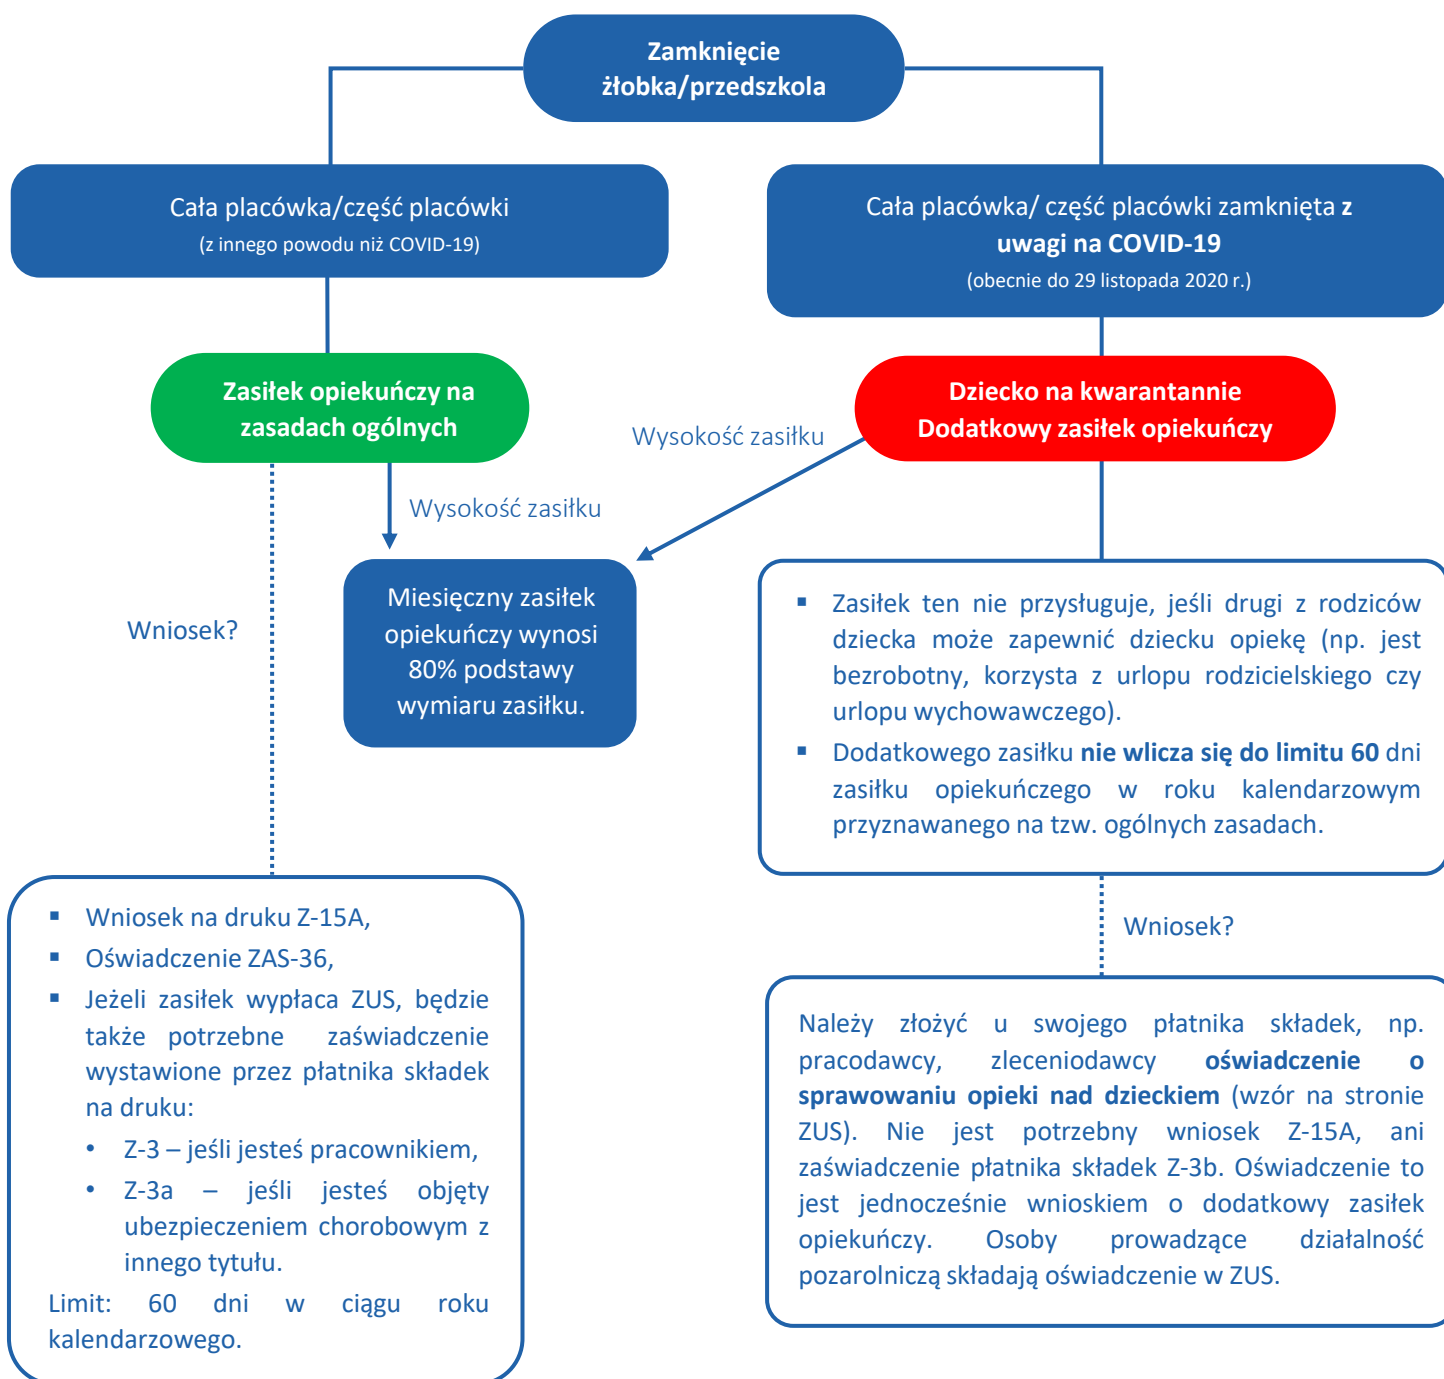 Zamknięcie
żłobka/przedszkola
Cała placówka/część placówki
(z innego powodu niż COVID-19)
Cała placówka/ część placówki zamknięta z
uwagi na COVID-19
(obecnie do 29 listopada 2020 r.)
Zasiłek opiekuńczy na
zasadach ogólnych
Dziecko na kwarantannie
Dodatkowy zasiłek opiekuńczy
Wysokość zasiłku
Wysokość zasiłku
Miesięczny zasiłek
opiekuńczy wynosi
80% podstawy
wymiaru zasiłku.
Wniosek?
▪ Zasiłek ten nie przysługuje, jeśli drugi z rodziców
dziecka może zapewnić dziecku opiekę (np. jest
bezrobotny, korzysta z urlopu rodzicielskiego czy
urlopu wychowawczego).
▪ Dodatkowego zasiłku nie wlicza się do limitu 60 dni
zasiłku opiekuńczego w roku kalendarzowym
przyznawanego na tzw. ogólnych zasadach.
▪ Wniosek na druku Z-15A,
▪ Oświadczenie ZAS-36,
▪ Jeżeli zasiłek wypłaca ZUS, będzie
także potrzebne zaświadczenie
wystawione przez płatnika składek
na druku:
• Z-3 – jeśli jesteś pracownikiem,
• Z-3a – jeśli jesteś objęty
ubezpieczeniem chorobowym z
innego tytułu.
Limit: 60 dni w ciągu roku
kalendarzowego.
Wniosek?
Należy złożyć u swojego płatnika składek, np.
pracodawcy, zleceniodawcy oświadczenie o
sprawowaniu opieki nad dzieckiem (wzór na stronie
ZUS). Nie jest potrzebny wniosek Z-15A, ani
zaświadczenie płatnika składek Z-3b. Oświadczenie to
jest jednocześnie wnioskiem o dodatkowy zasiłek
opiekuńczy. Osoby prowadzące działalność
pozarolniczą składają oświadczenie w ZUS.